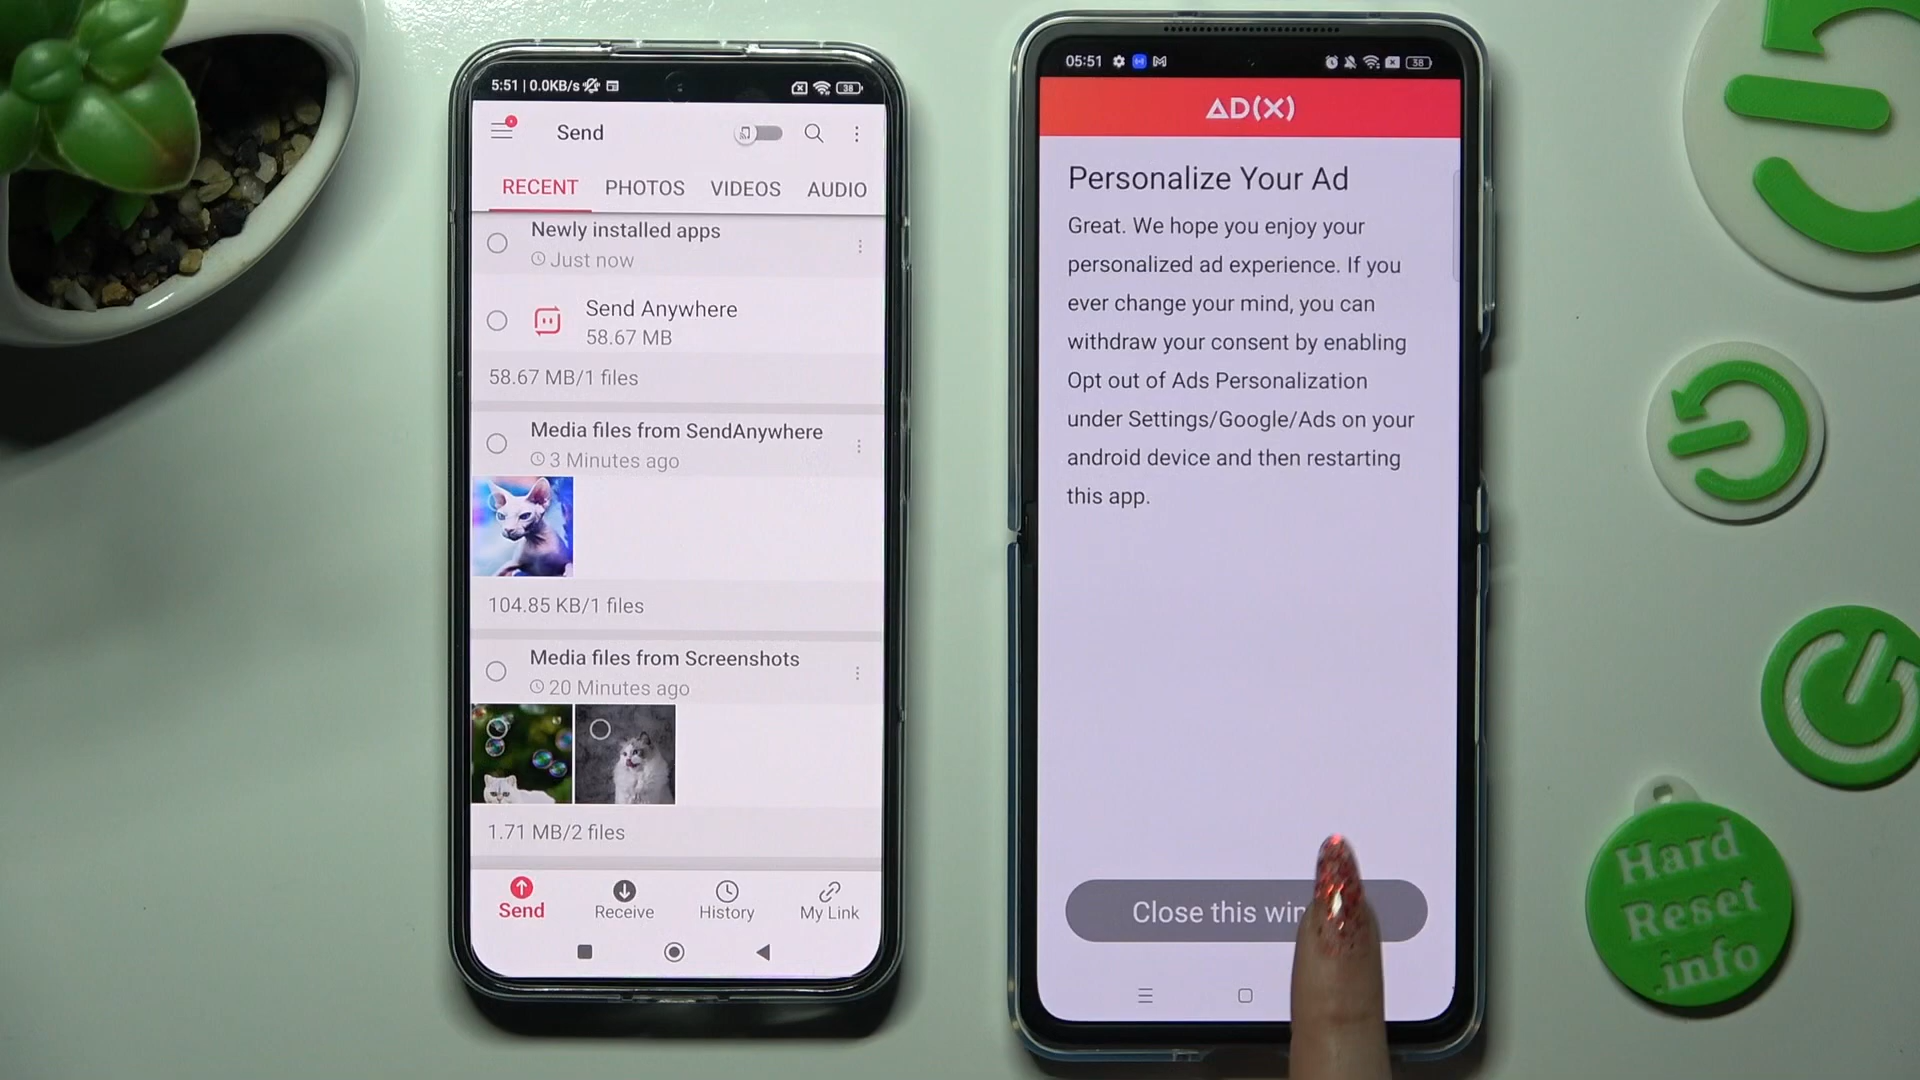 5:51 | 0.0KB/s
38
Send
RECENT PHOTOS VIDEOS AUDIO
Newly installed apps
Just now
Send Anywhere
58.67 MB
58.67 MB/1 files
Media files from SendAnywhere
3 Minutes ago
104.85 KB/1 files
Media files from Screenshots
20 Minutes ago
1.71 MB/2 files
Send Receive History My Link
05:51
38
AD(X)
Personalize Your Ad
Great. We hope you enjoy your
personalized ad experience. If you
ever change your mind, you can
withdraw your consent by enabling
Opt out of Ads Personalization
under Settings/Google/Ads on your
android device and then restarting
this app.
Close this win
Hard
Reset
.info